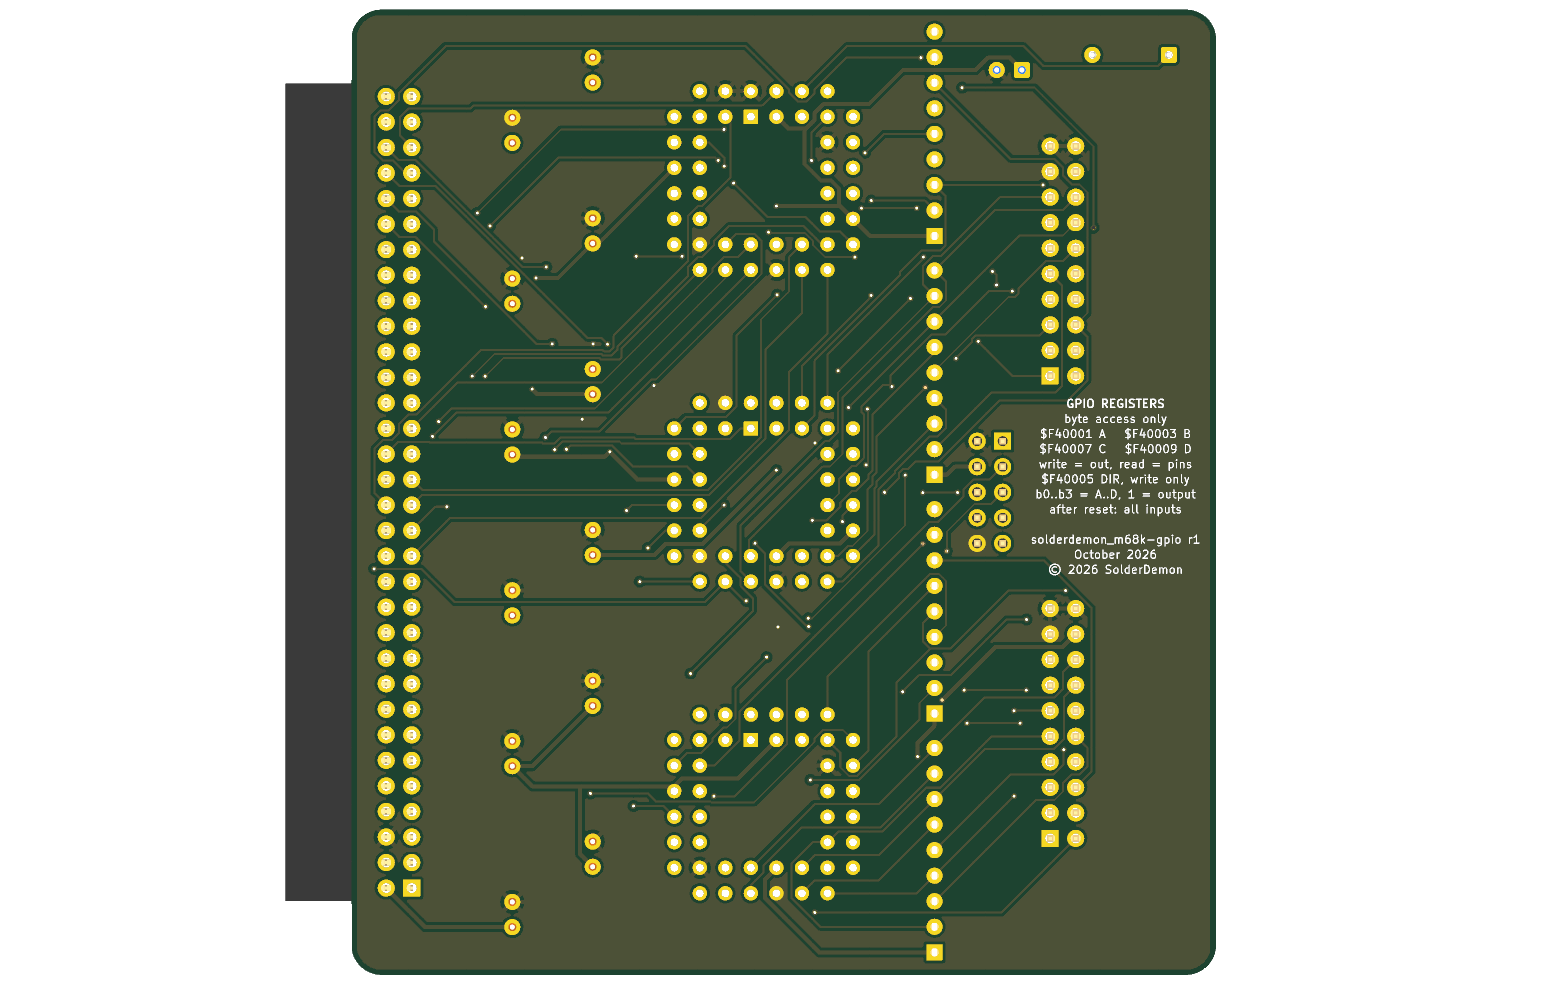 GPIO REGISTERS
byte access only
$F40001 A $F40003 B
$F40007 C $F40009 D
write = out, read = pins
$F40005 DIR, write only
b0..b3 = A..D, 1 = output
after reset: all inputs
solderdemon_m68k-gpio r1
October 2026
© 2026 SolderDemon